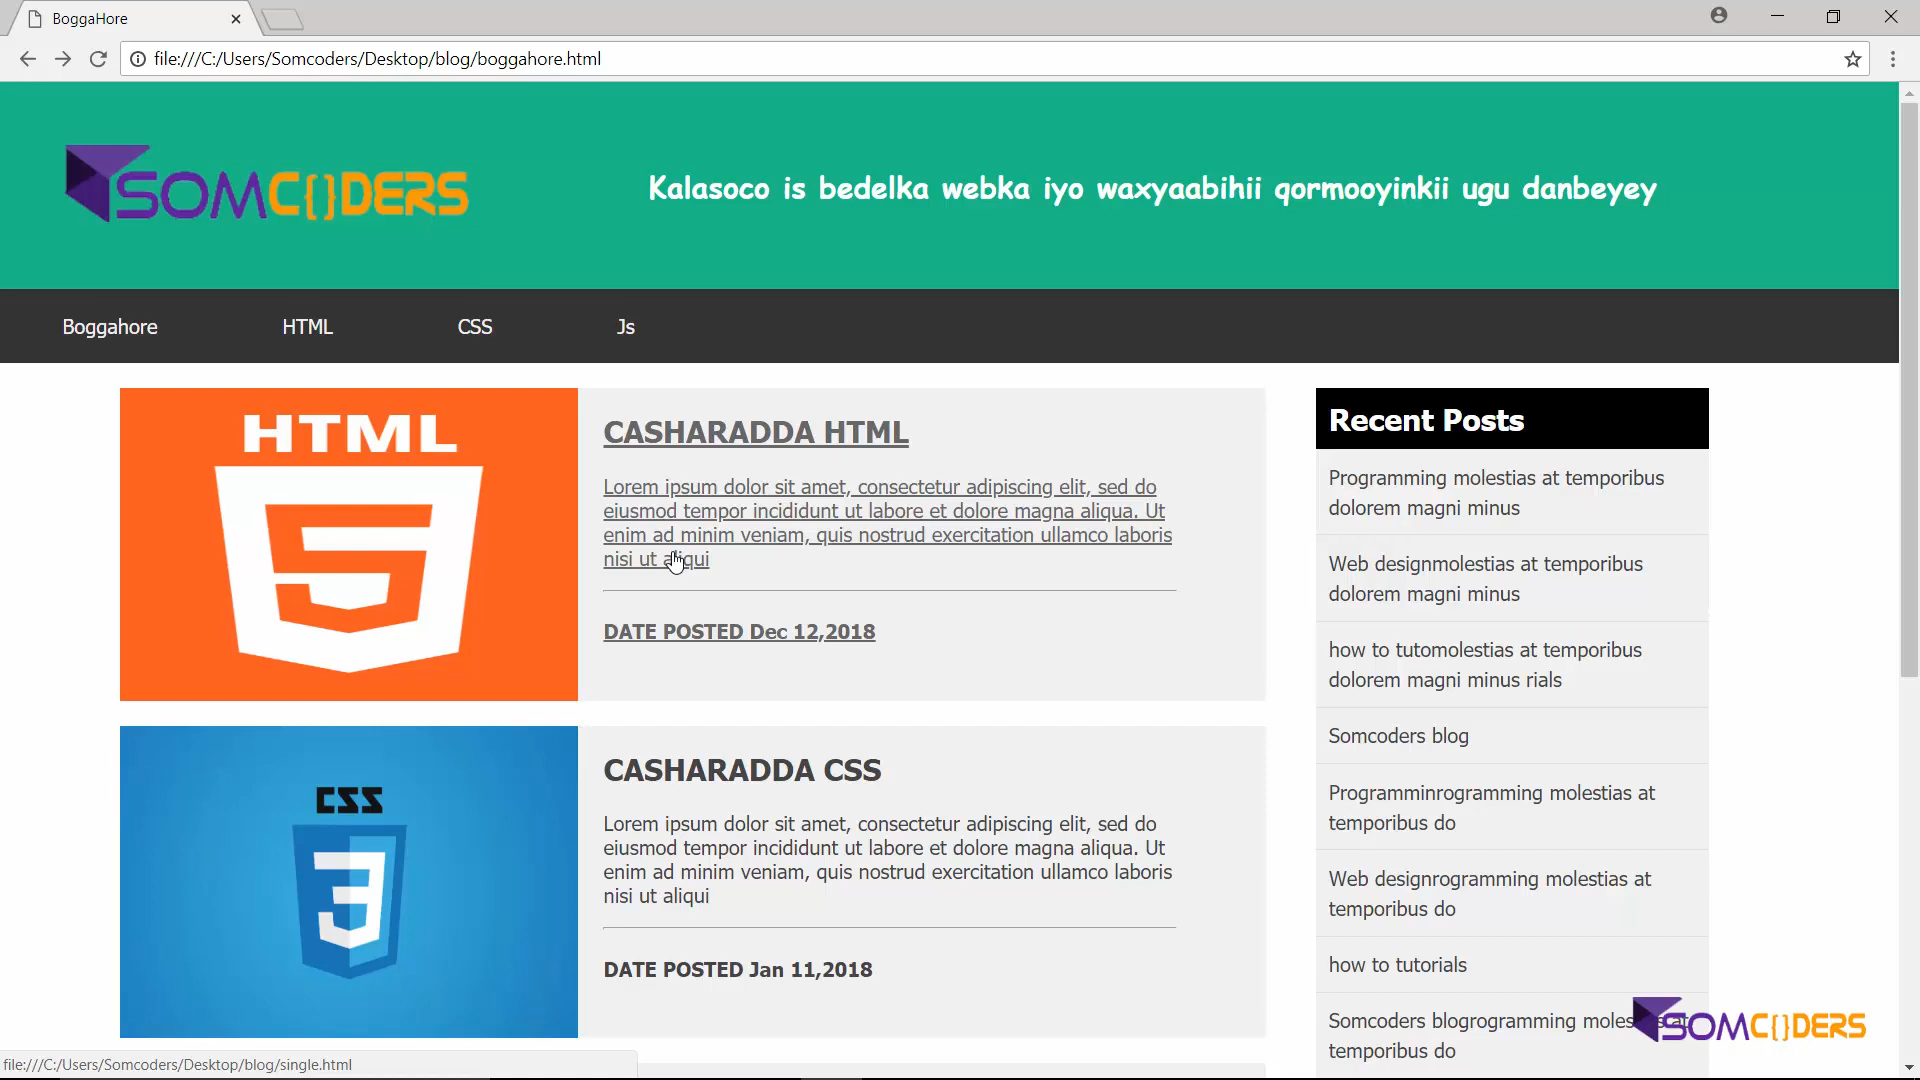 BoggaHore
file:///C:/Users/Somcoders/Desktop/blog/boggahore.html
SOMC{}DERS
Kalasoco is bedelka webka iyo waxyaabihii qormooyinkii ugu danbeyey
Boggahore
HTML
CSS
Js
HTML
5
CASHARADDA HTML
Lorem ipsum dolor sit amet, consectetur adipiscing elit, sed do
eiusmod tempor incididunt ut labore et dolore magna aliqua. Ut
enim ad minim veniam, quis nostrud exercitation ullamco laboris
nisi ut aliqui
DATE POSTED Dec 12,2018
CSS
3
CASHARADDA CSS
Lorem ipsum dolor sit amet, consectetur adipiscing elit, sed do
eiusmod tempor incididunt ut labore et dolore magna aliqua. Ut
enim ad minim veniam, quis nostrud exercitation ullamco laboris
nisi ut aliqui
DATE POSTED Jan 11,2018
Recent Posts
Programming molestias at temporibus
dolorem magni minus
Web designmolestias at temporibus
dolorem magni minus
how to tutomolestias at temporibus
dolorem magni minus rials
Somcoders blog
Programminrogramming molestias at
temporibus do
Web designrogramming molestias at
temporibus do
how to tutorials
Somcoders blogrogramming molestias at
temporibus do
SOMC{}DERS
file:///C:/Users/Somcoders/Desktop/blog/single.html